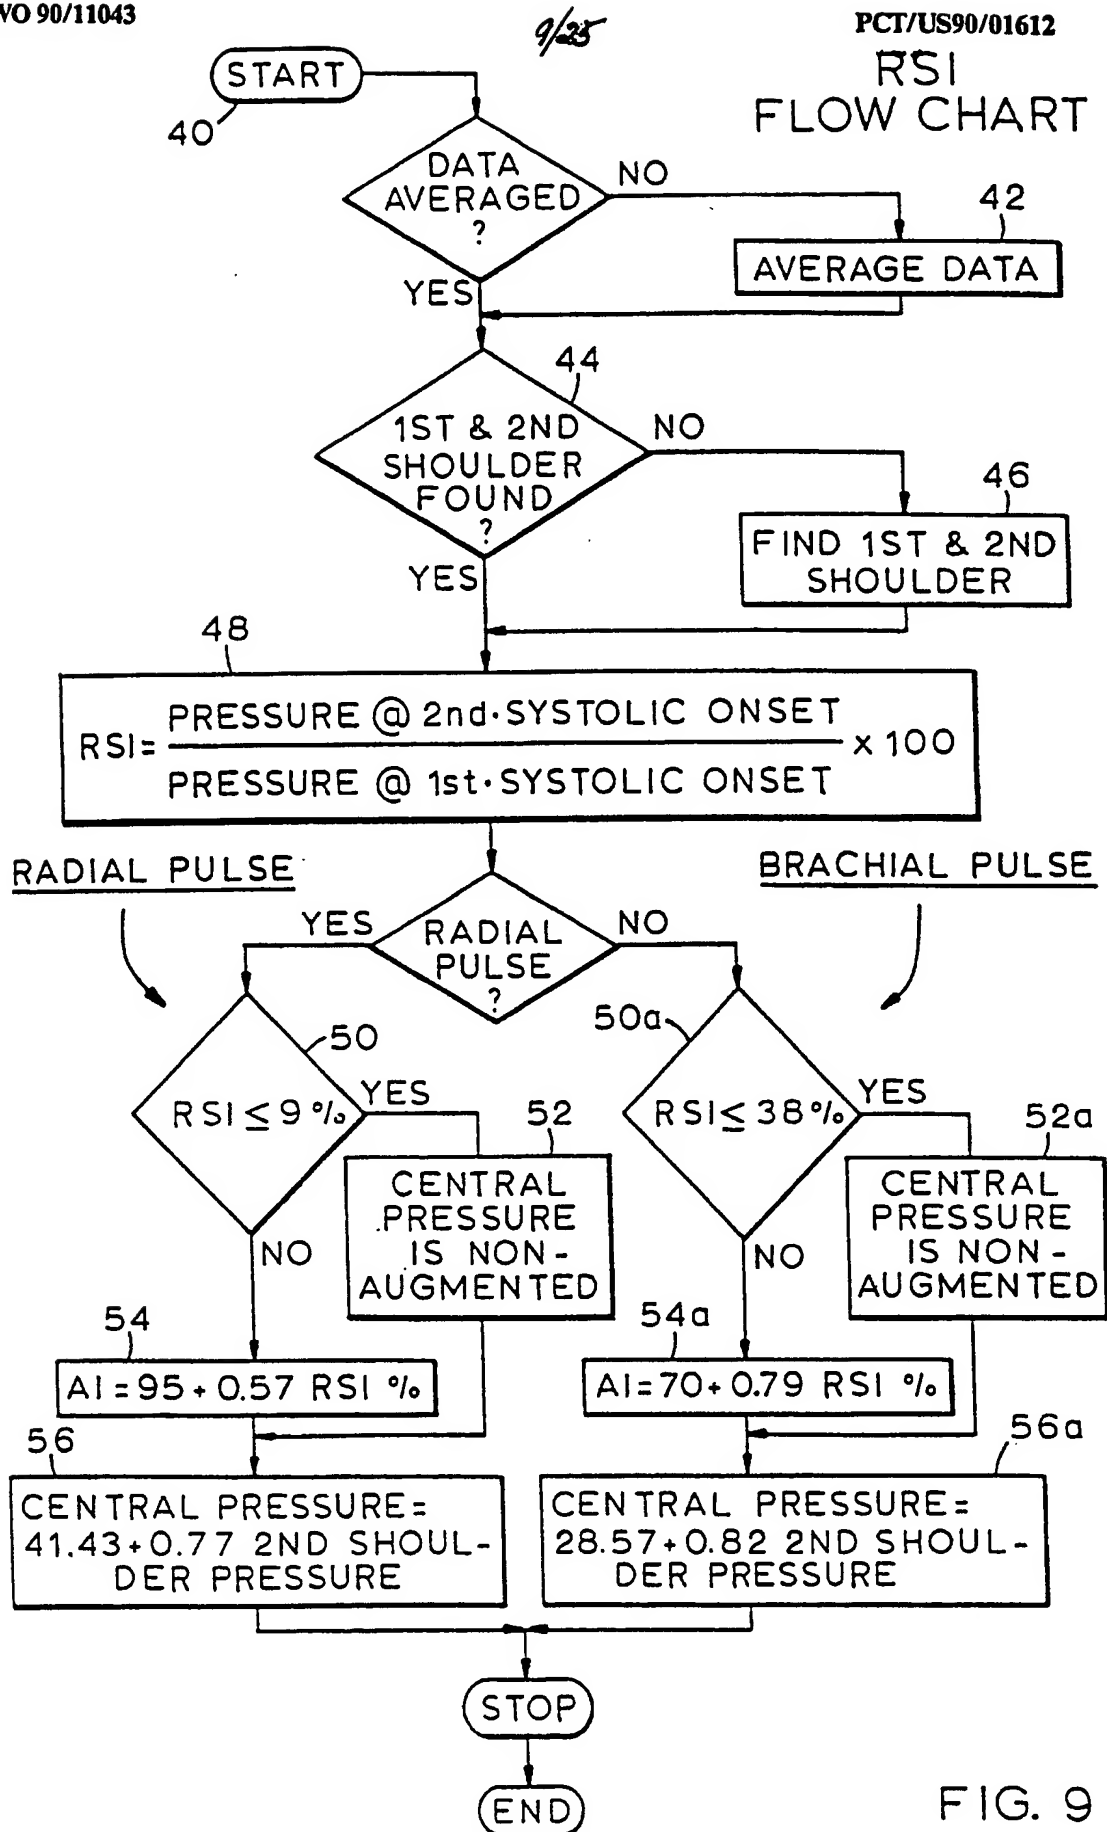 WO 90/11043
9/25
PCT/US90/01612
RSI
FLOW CHART
START
40
DATA
AVERAGED
?
NO
42
AVERAGE DATA
YES
44
1ST & 2ND
SHOULDER
FOUND
?
NO
46
FIND 1ST & 2ND
SHOULDER
YES
48
RSI= PRESSURE @ 2nd·SYSTOLIC ONSET
PRESSURE @ 1st·SYSTOLIC ONSET x 100
RADIAL PULSE
BRACHIAL PULSE
YES
RADIAL
PULSE
?
NO
50
RSI ≤ 9 %
YES
52
CENTRAL
PRESSURE
IS NON-
AUGMENTED
NO
54
AI=95+0.57 RSI %
56
CENTRAL PRESSURE=
41.43+0.77 2ND SHOUL-
DER PRESSURE
50a
RSI ≤ 38 %
YES
52a
CENTRAL
PRESSURE
IS NON-
AUGMENTED
NO
54a
AI=70+0.79 RSI %
56a
CENTRAL PRESSURE=
28.57+0.82 2ND SHOUL-
DER PRESSURE
STOP
END
FIG. 9